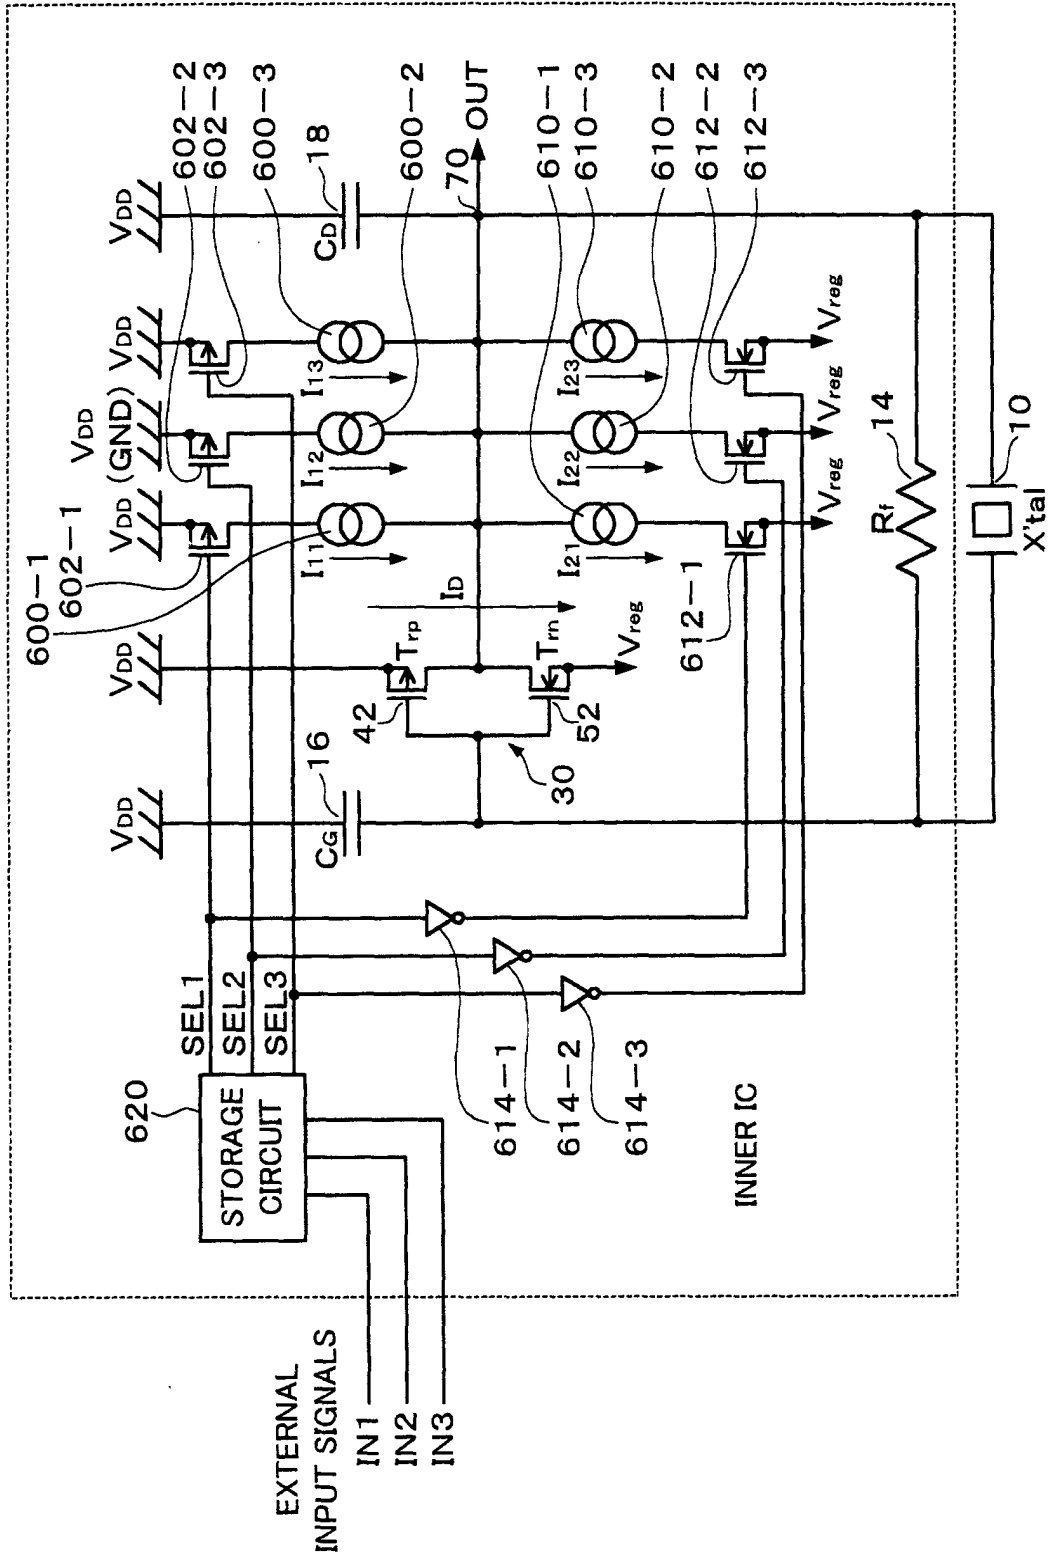 600-1
602-1
602-2
602-3
600-3
18
600-2
VDD
VDD
VDD
VDD
(GND)
VDD
VDD
CG
16
CD
42
Trp
Trn
52
30
ID
I11
I12
I13
I21
I22
I23
70
OUT
610-1
610-3
610-2
612-2
612-3
612-1
Vreg
Vreg
Vreg
Vreg
Rf
14
10
X'tal
620
STORAGE
CIRCUIT
SEL1
SEL2
SEL3
614-1
614-2
614-3
INNER IC
EXTERNAL
INPUT SIGNALS
IN1
IN2
IN3